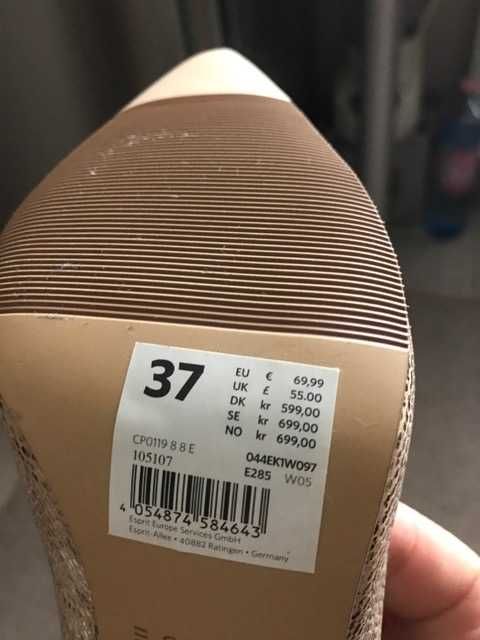 37
EU € 69,99
UK £ 55.00
DK kr 599,00
SE kr 699,00
NO kr 699,00
CP0119 8 8 E
105107
044EK1W097
E285 W05
4 054874 584643
Esprit Europe Services GmbH
Esprit-Allee • 40882 Ratingen • Germany